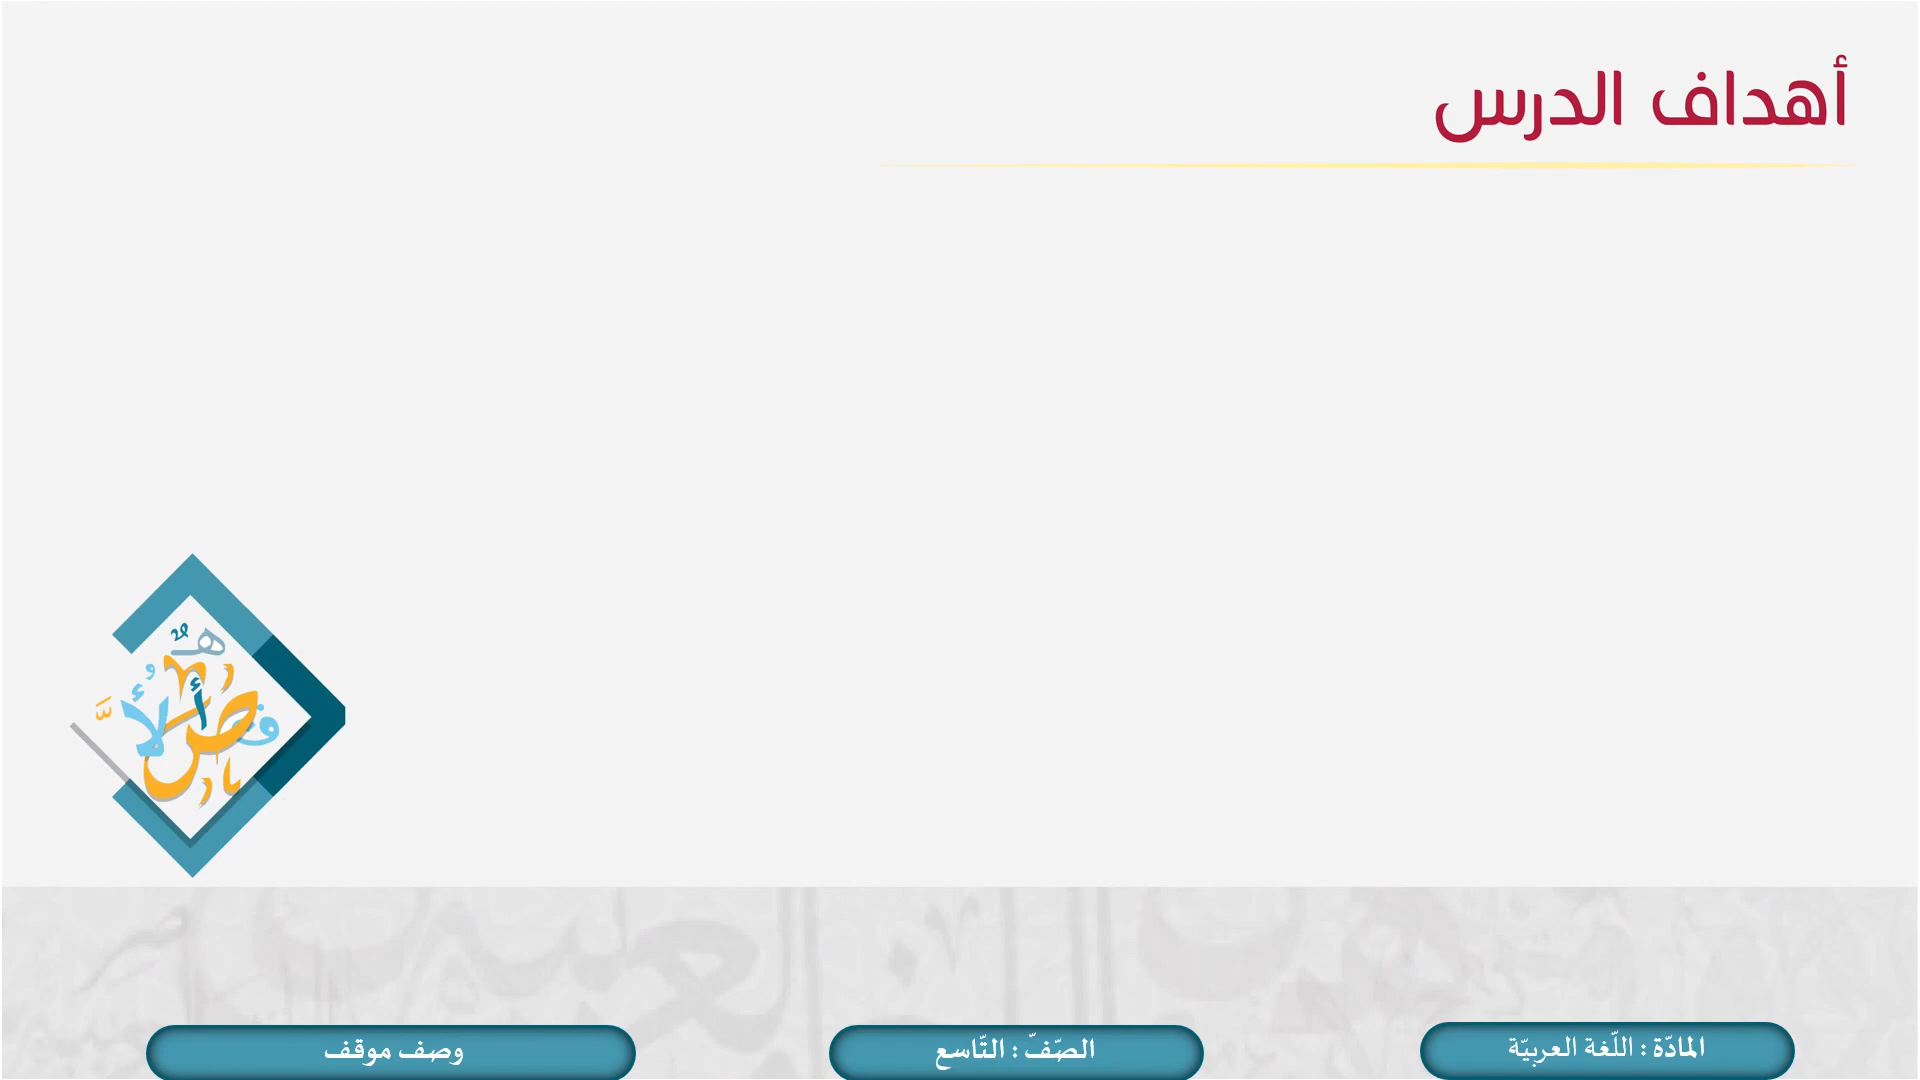 أهداف الدرس
المادّة : اللّغة العربيّة
الصّفّ : التّاسع
وصف موقف